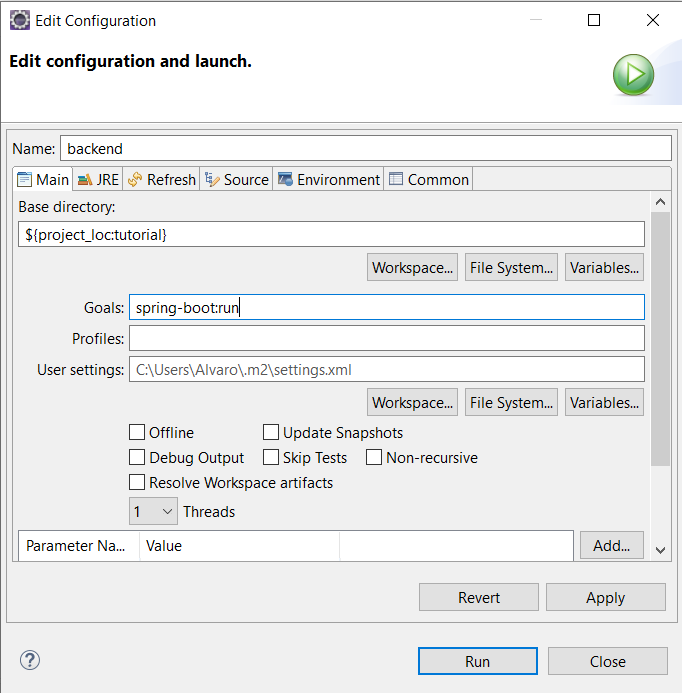 Edit Configuration
Edit configuration and launch.
Name: backend
Main JRE Refresh Source Environment Common
Base directory:
${project_loc:tutorial}
Workspace... File System... Variables...
Goals: spring-boot:run
Profiles:
User settings: C:\Users\Alvaro\.m2\settings.xml
Workspace... File System... Variables...
Offline Update Snapshots
Debug Output Skip Tests Non-recursive
Resolve Workspace artifacts
1 Threads
Parameter Na... Value Add...
Revert Apply
? Run Close